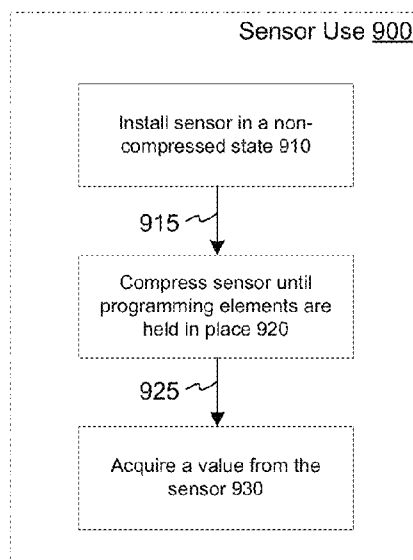 Sensor Use 900
Install sensor in a non-
compressed state 910
915
Compress sensor until
programming elements are
held in place 920
925
Acquire a value from the
sensor 930